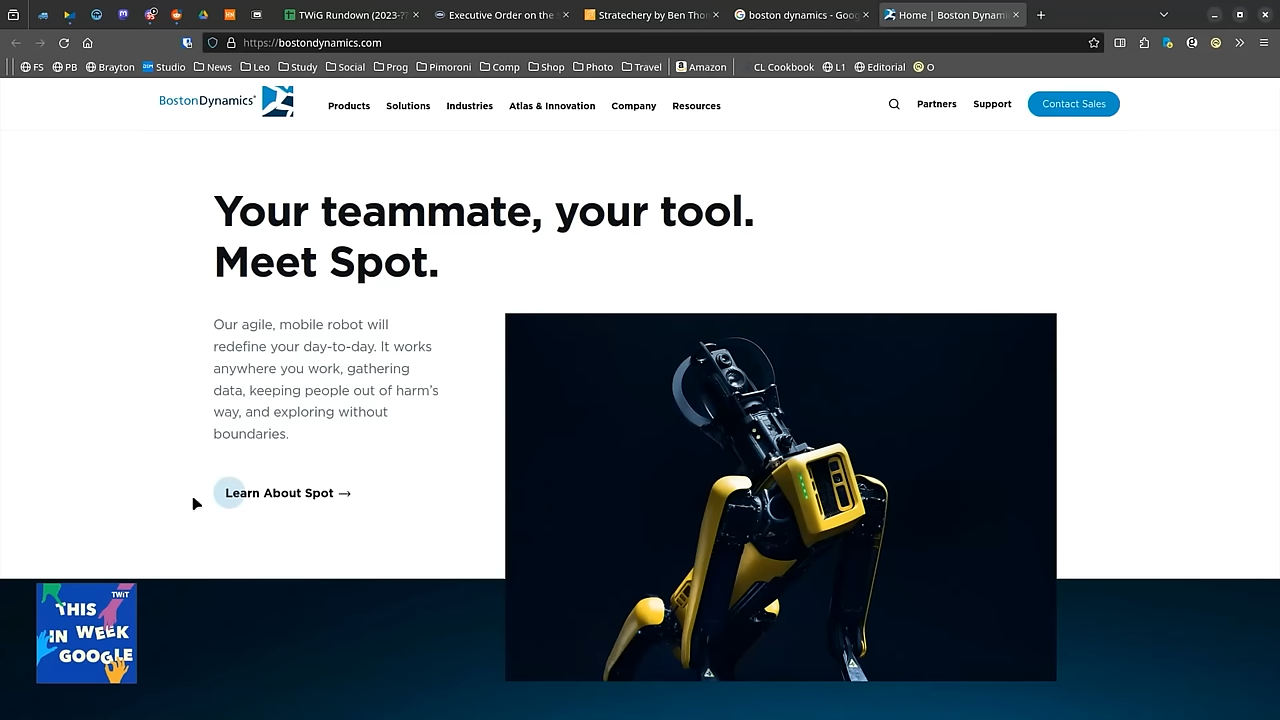 TWiG Rundown (2023-??
Executive Order on the
Stratechery by Ben Tho
boston dynamics - Goo
Home | Boston Dynami
https://bostondynamics.com
FS
PB
Brayton
Studio
News
Leo
Study
Social
Prog
Pimoroni
Comp
Shop
Photo
Travel
Amazon
CL Cookbook
L1
Editorial
O
BostonDynamics
Products
Solutions
Industries
Atlas & Innovation
Company
Resources
Partners
Support
Contact Sales
Your teammate, your tool.
Meet Spot.
Our agile, mobile robot will
redefine your day-to-day. It works
anywhere you work, gathering
data, keeping people out of harm's
way, and exploring without
boundaries.
Learn About Spot →
TWiT
THIS
IN WEEK
GOOGLE